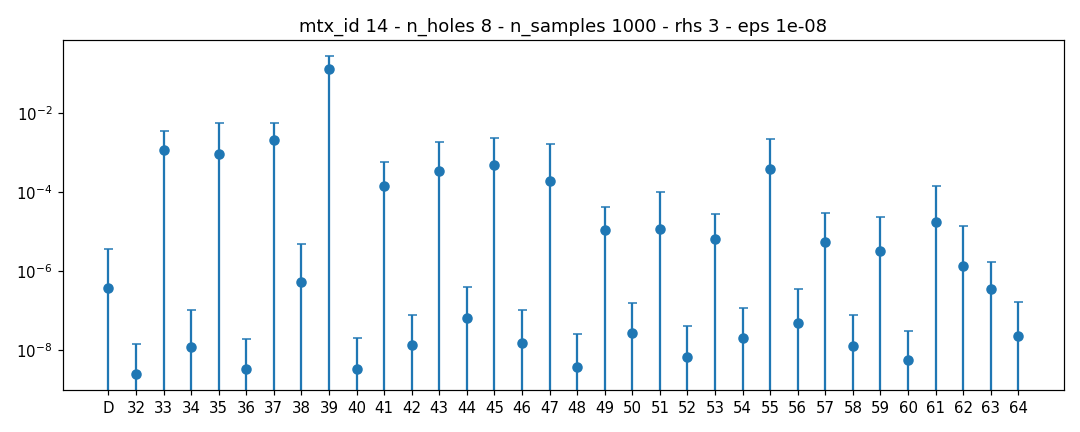 mtx_id 14 - n_holes 8 - n_samples 1000 - rhs 3 - eps 1e-08
10⁻²
10⁻⁴
10⁻⁶
10⁻⁸
D 32 33 34 35 36 37 38 39 40 41 42 43 44 45 46 47 48 49 50 51 52 53 54 55 56 57 58 59 60 61 62 63 64